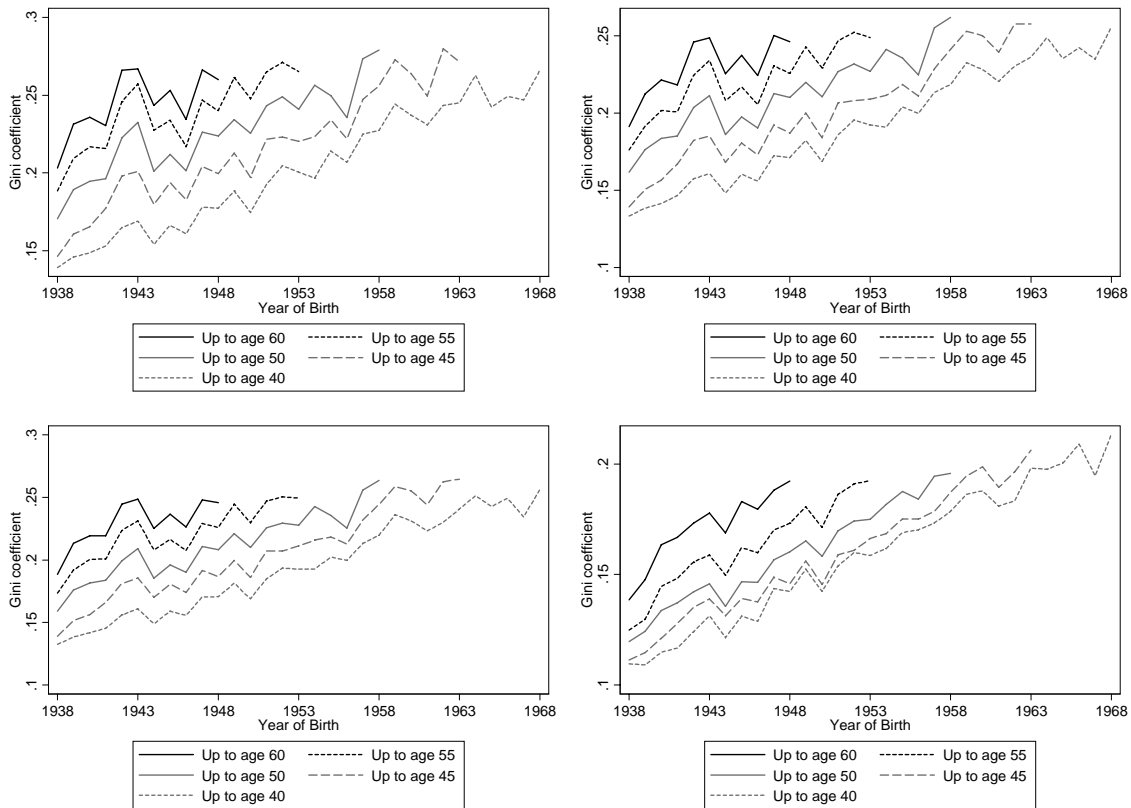 .3
.25
.2
.15
Gini coefficient
1938 1943 1948 1953 1958 1963 1968
Year of Birth
Up to age 60 Up to age 55
Up to age 50 Up to age 45
Up to age 40
.25
.2
.15
.1
Gini coefficient
1938 1943 1948 1953 1958 1963 1968
Year of Birth
Up to age 60 Up to age 55
Up to age 50 Up to age 45
Up to age 40
.3
.25
.2
.15
.1
Gini coefficient
1938 1943 1948 1953 1958 1963 1968
Year of Birth
Up to age 60 Up to age 55
Up to age 50 Up to age 45
Up to age 40
.2
.15
.1
Gini coefficient
1938 1943 1948 1953 1958 1963 1968
Year of Birth
Up to age 60 Up to age 55
Up to age 50 Up to age 45
Up to age 40